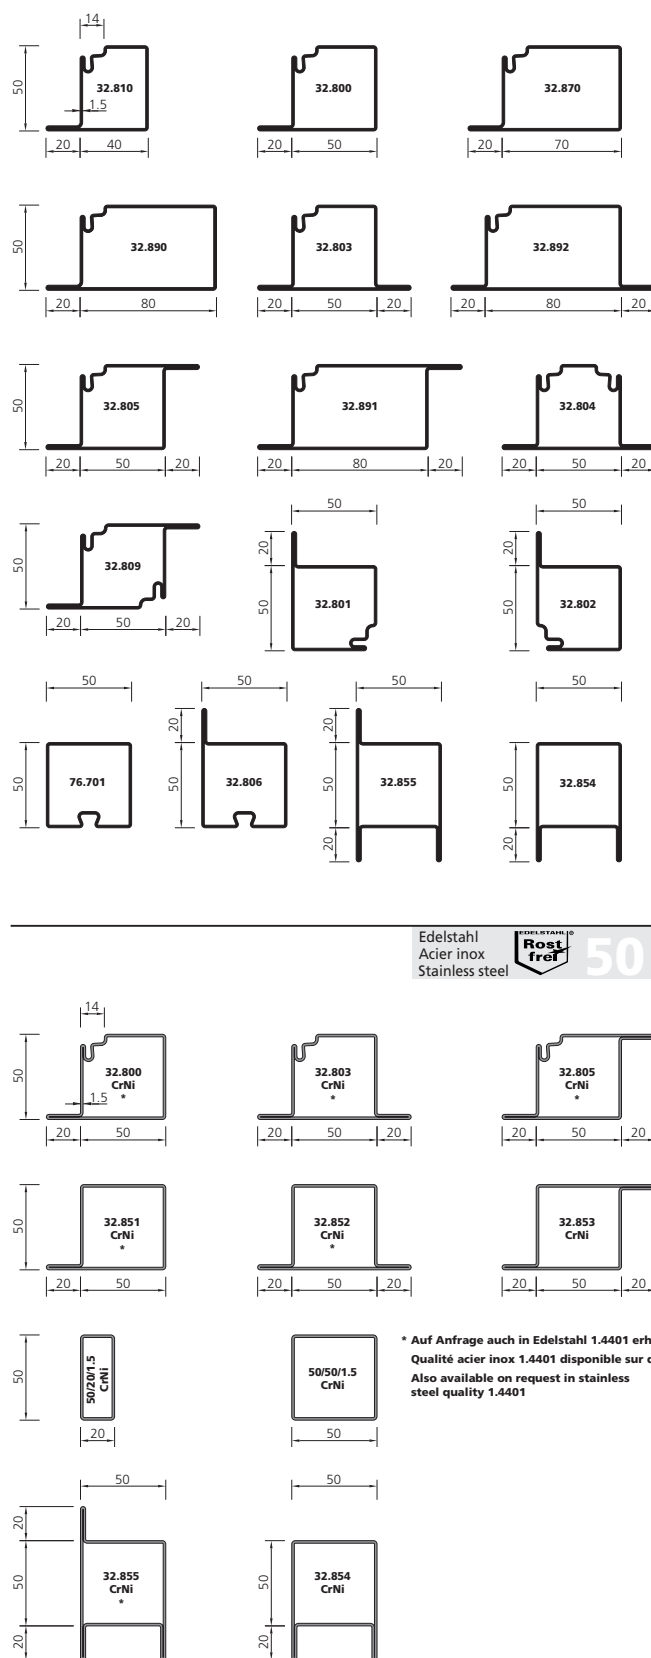 14
50
32.810
32.800
32.870
1.5
20 40
20 50
20 70
50
32.890
32.803
32.892
20 80
20 50 20
20 80 20
50
32.805
32.891
32.804
20 50 20
20 80 20
20 50 20
50
50
50
32.809
20
50
32.801
20
50
32.802
20 50 20
50
50
50
50
50
76.701
20
50
32.806
20
50
20
32.855
50
20
32.854
Edelstahl
Acier inox
Stainless steel
EDELSTAHL®
Rost
frei
50
14
50
32.800
CrNi
*
1.5
32.803
CrNi
*
32.805
CrNi
*
20 50
20 50 20
20 50 20
50
32.851
CrNi
*
32.852
CrNi
*
32.853
CrNi
20 50
20 50 20
20 50 20
50
50/20/1.5
CrNi
50/50/1.5
CrNi
20
50
* Auf Anfrage auch in Edelstahl 1.4401 erh
Qualité acier inox 1.4401 disponible sur d
Also available on request in stainless
steel quality 1.4401
50
50
20
50
20
32.855
CrNi
*
50
20
32.854
CrNi